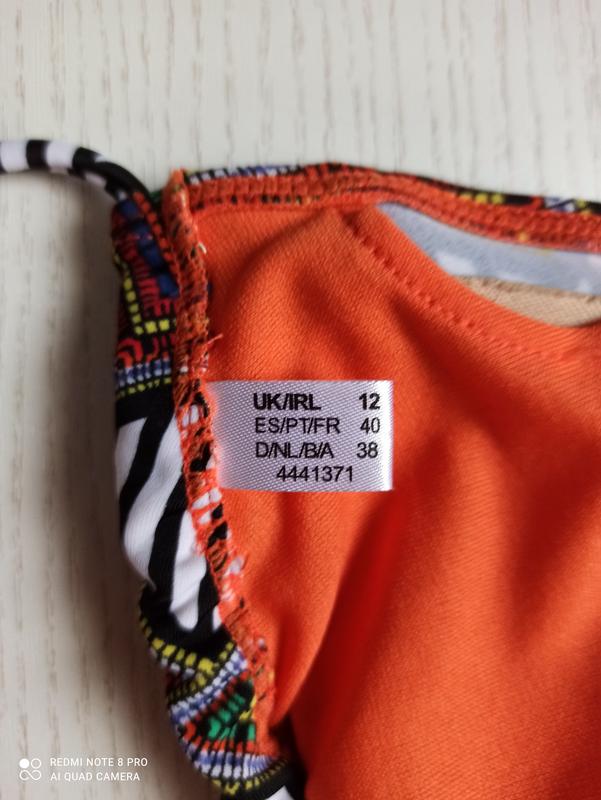 UK/IRL 12
ES/PT/FR 40
D/NL/B/A 38
4441371
REDMI NOTE 8 PRO
AI QUAD CAMERA